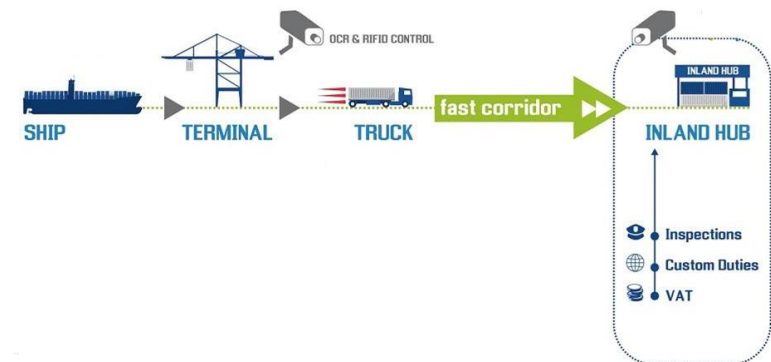 OCR & RIFID CONTROL
INLAND HUB
fast corridor
SHIP
TERMINAL
TRUCK
INLAND HUB
Inspections
Custom Duties
VAT